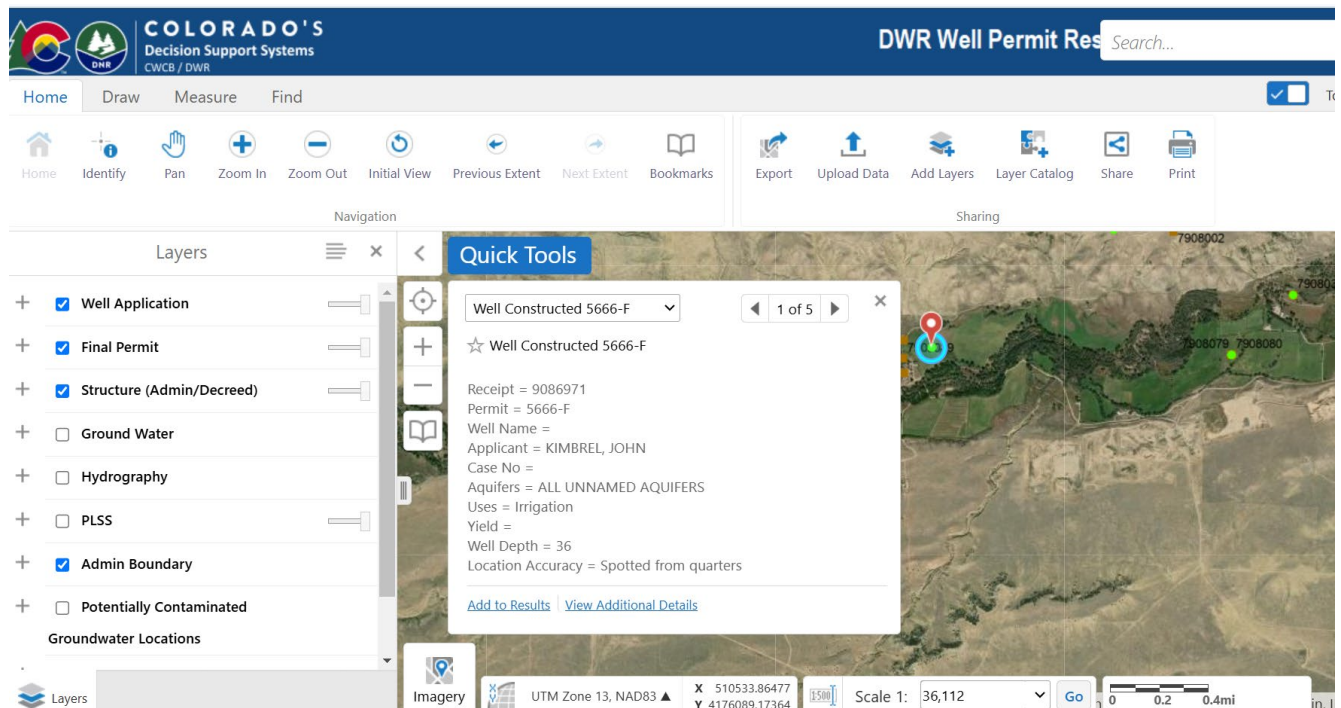 COLORADO'S
Decision Support Systems
CWCB / DWR
DNR
DWR Well Permit Res
Search...
Home Draw Measure Find
Home Identify Pan Zoom In Zoom Out Initial View Previous Extent Next Extent Bookmarks
Export Upload Data Add Layers Layer Catalog Share Print
Navigation
Sharing
Layers
Well Application
Final Permit
Structure (Admin/Decreed)
Ground Water
Hydrography
PLSS
Admin Boundary
Potentially Contaminated
Groundwater Locations
Layers
Quick Tools
Well Constructed 5666-F
1 of 5
Well Constructed 5666-F
Receipt = 9086971
Permit = 5666-F
Well Name =
Applicant = KIMBREL, JOHN
Case No =
Aquifers = ALL UNNAMED AQUIFERS
Uses = Irrigation
Yield =
Well Depth = 36
Location Accuracy = Spotted from quarters
Add to Results View Additional Details
7908002
7908079 7908080
Imagery
UTM Zone 13, NAD83
X 510533.86477
Y 4176089.17364
1500
Scale 1: 36,112
Go
0 0.2 0.4mi